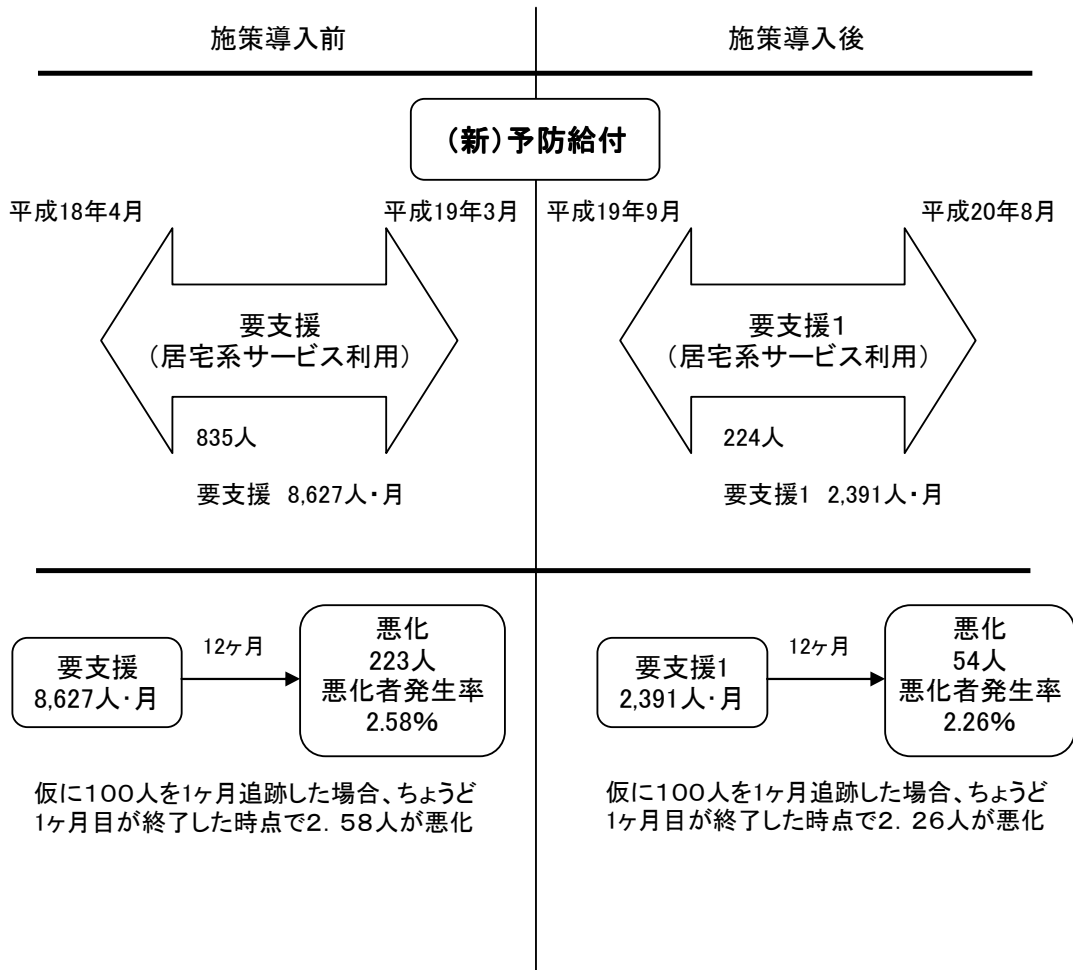 施策導入前
施策導入後
（新）予防給付
平成18年4月
平成19年3月
平成19年9月
平成20年8月
要支援
（居宅系サービス利用）
835人
要支援　8,627人・月
要支援1
（居宅系サービス利用）
224人
要支援1　2,391人・月
要支援
8,627人・月
12ヶ月
悪化
223人
悪化者発生率
2.58%
仮に１００人を1ヶ月追跡した場合、ちょうど
1ヶ月目が終了した時点で２．５８人が悪化
要支援1
2,391人・月
12ヶ月
悪化
54人
悪化者発生率
2.26%
仮に１００人を1ヶ月追跡した場合、ちょうど
1ヶ月目が終了した時点で２．２６人が悪化